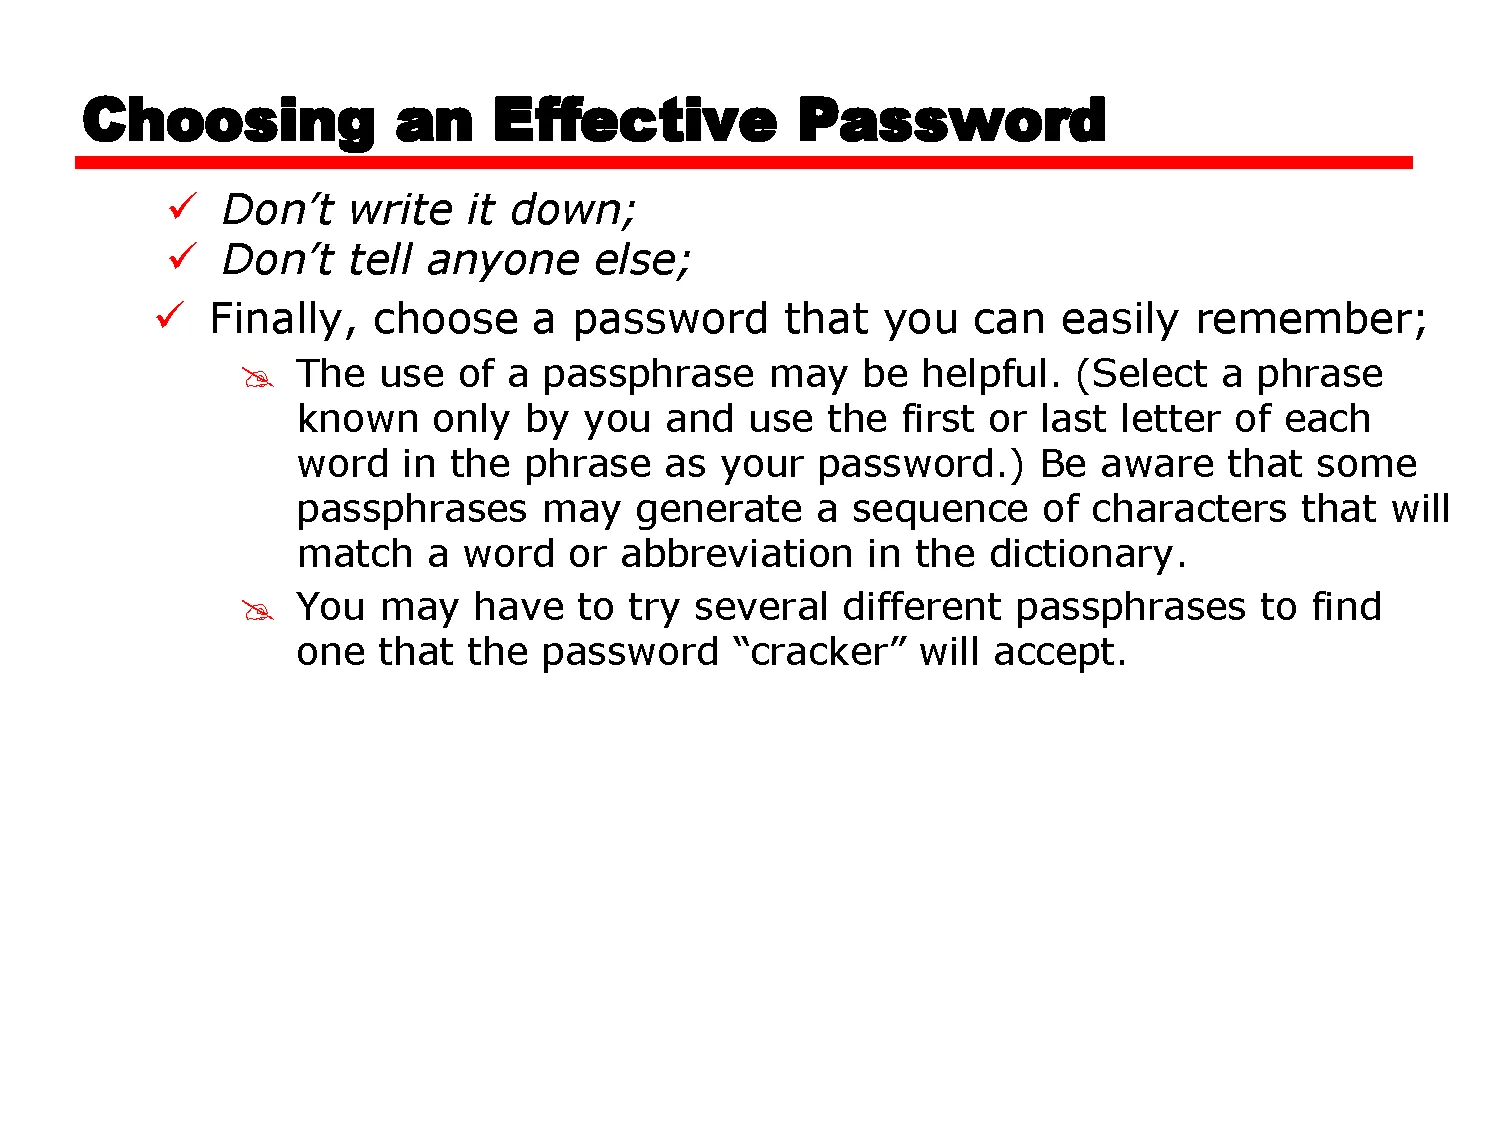 Choosing an Effective Password
✓ Don’t write it down;
✓ Don’t tell anyone else;
✓ Finally, choose a password that you can easily remember;
The use of a passphrase may be helpful. (Select a phrase
known only by you and use the first or last letter of each
word in the phrase as your password.) Be aware that some
passphrases may generate a sequence of characters that will
match a word or abbreviation in the dictionary.
You may have to try several different passphrases to find
one that the password “cracker” will accept.